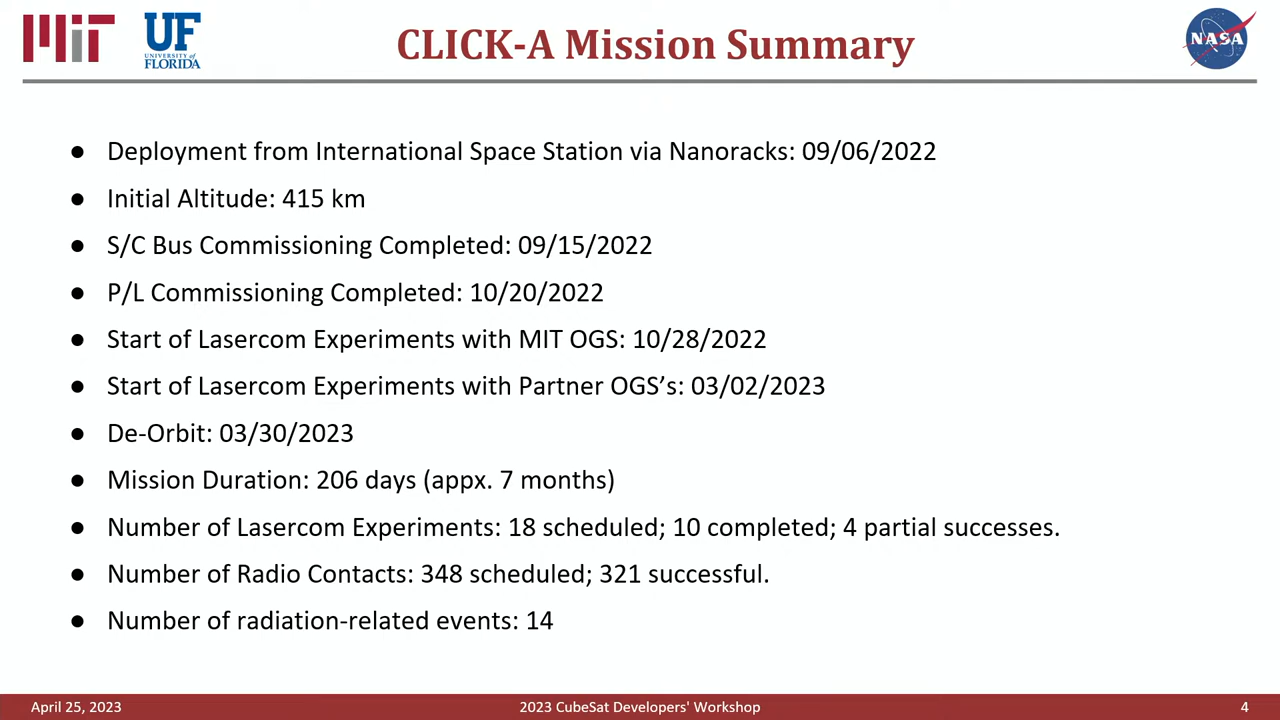 MIT
UF
UNIVERSITY of
FLORIDA
CLICK-A Mission Summary
NASA
● Deployment from International Space Station via Nanoracks: 09/06/2022
● Initial Altitude: 415 km
● S/C Bus Commissioning Completed: 09/15/2022
● P/L Commissioning Completed: 10/20/2022
● Start of Lasercom Experiments with MIT OGS: 10/28/2022
● Start of Lasercom Experiments with Partner OGS’s: 03/02/2023
● De-Orbit: 03/30/2023
● Mission Duration: 206 days (appx. 7 months)
● Number of Lasercom Experiments: 18 scheduled; 10 completed; 4 partial successes.
● Number of Radio Contacts: 348 scheduled; 321 successful.
● Number of radiation-related events: 14
April 25, 2023
2023 CubeSat Developers' Workshop
4